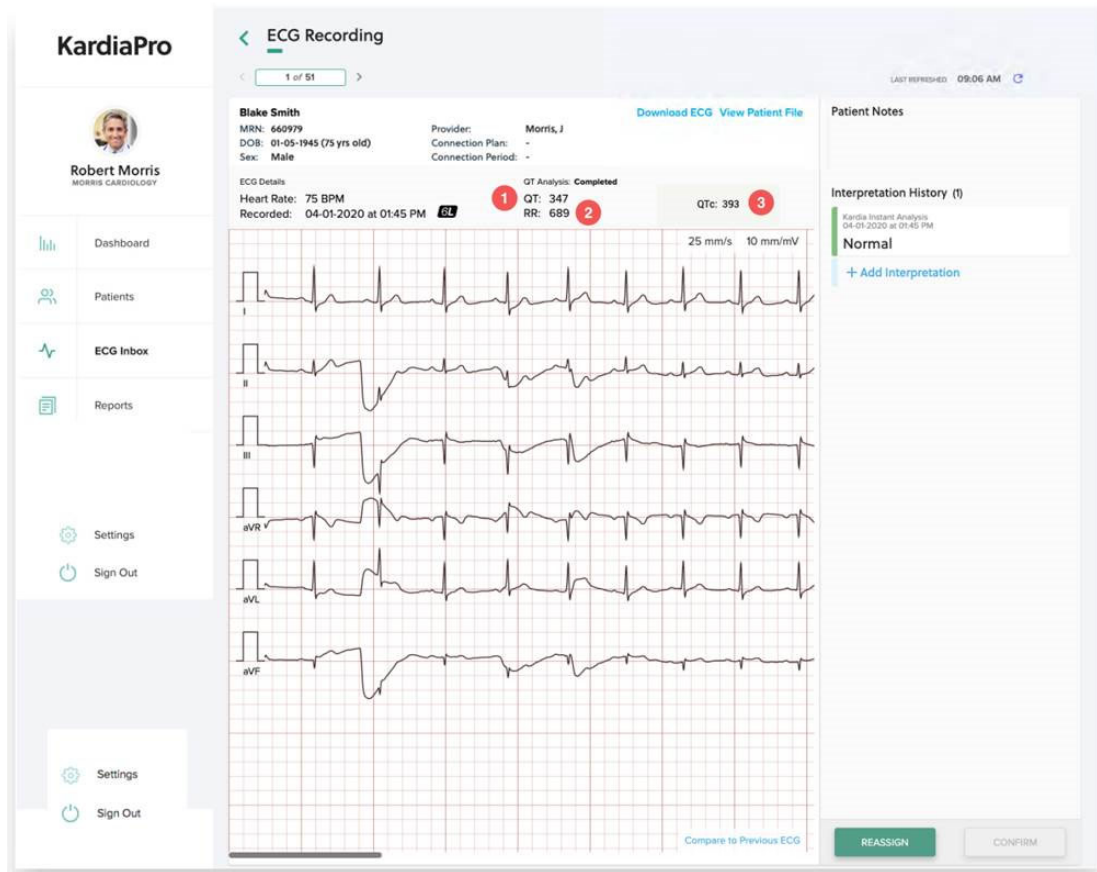 KardiaPro
Robert Morris
MORRIS CARDIOLOGY
Dashboard
Patients
ECG Inbox
Reports
Settings
Sign Out
Settings
Sign Out
ECG Recording
1 of 51
LAST REFRESHED 09:06 AM
Blake Smith
Download ECG View Patient File
MRN: 660979
DOB: 01-05-1945 (75 yrs old)
Sex: Male
Provider: Morris, J
Connection Plan: -
Connection Period: -
ECG Details
Heart Rate: 75 BPM
Recorded: 04-01-2020 at 01:45 PM 6L
QT Analysis: Completed
1 QT: 347
RR: 689 2
QTc: 393 3
25 mm/s 10 mm/mV
I
II
III
aVR
aVL
aVF
Compare to Previous ECG
Patient Notes
Interpretation History (1)
Kardia Instant Analysis
04-01-2020 at 01:45 PM
Normal
+ Add Interpretation
REASSIGN
CONFIRM